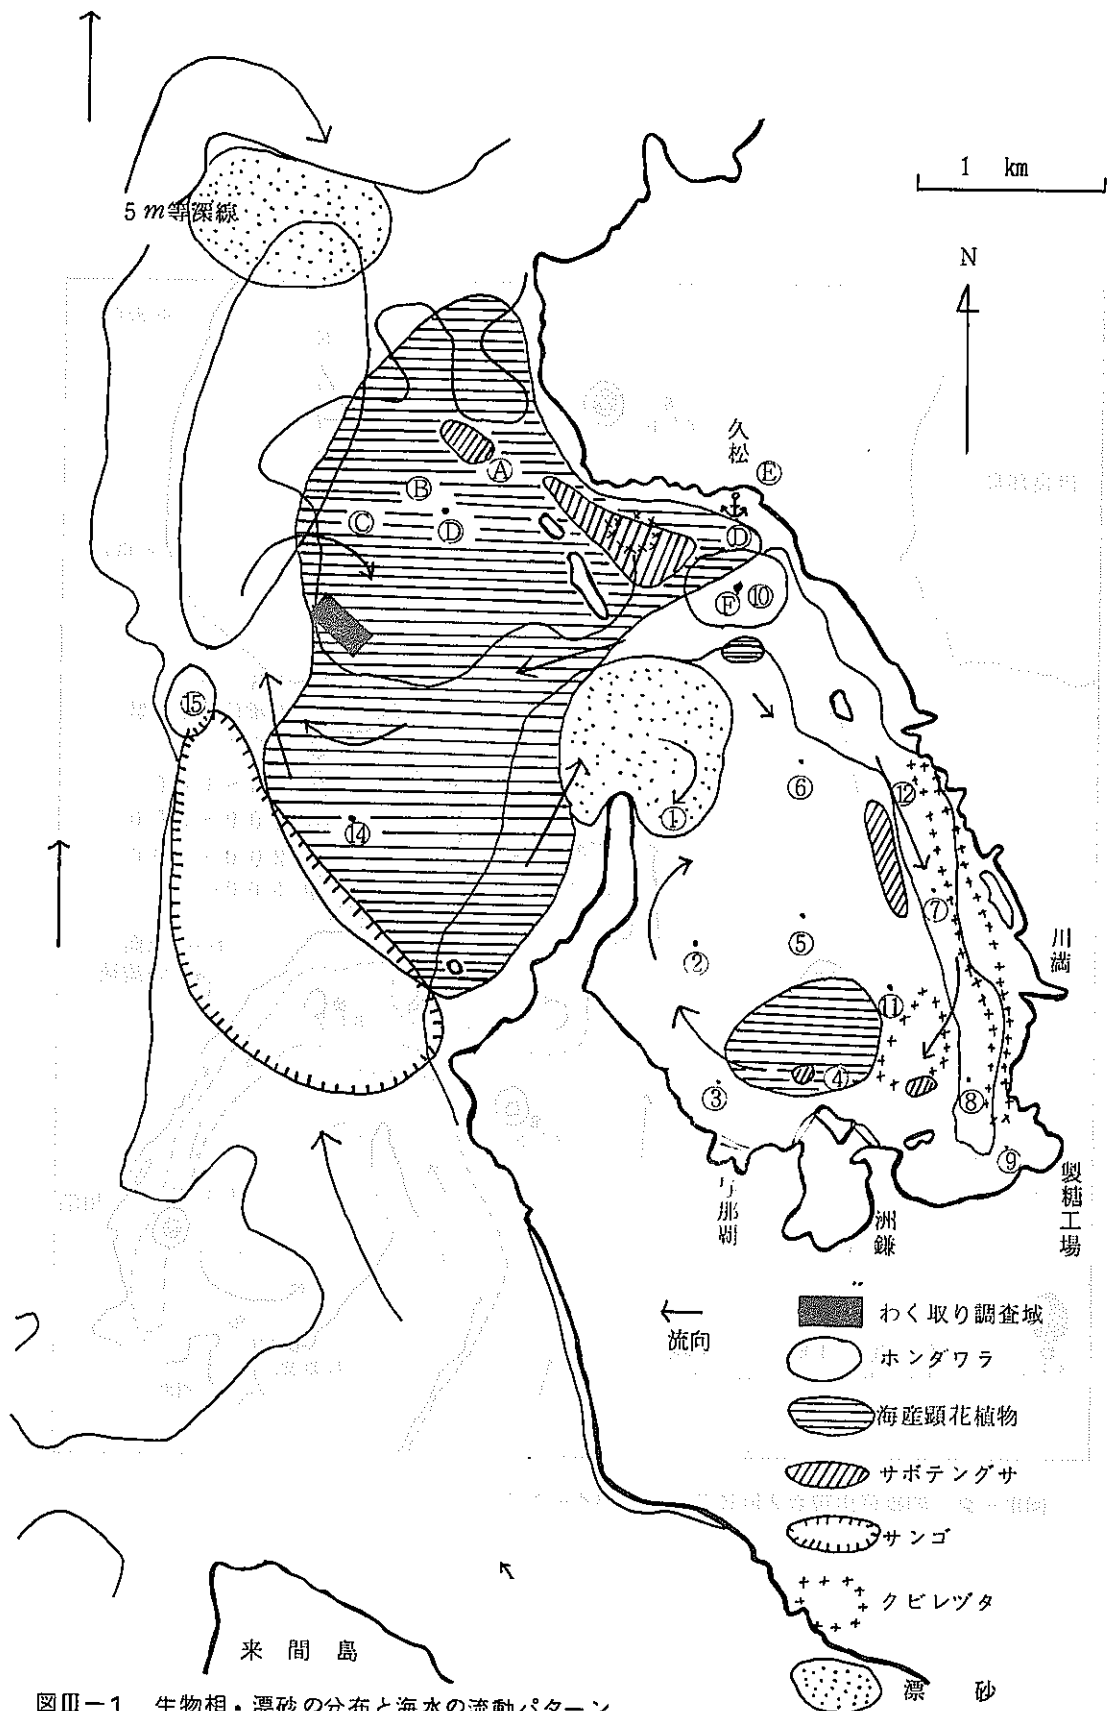 5m等深線
1 km
N
久松
Ⓔ
Ⓐ
Ⓑ
Ⓒ
Ⓓ
Ⓓ
Ⓕ ⑩
⑮
①
⑥
⑫
⑭
⑦
⑤
②
川満
⑪
④
③
⑧
⑨
与那覇
洲鎌
製糖工場
流向
わく取り調査域
ホンダワラ
海産顕花植物
サボテングサ
サンゴ
クビレヅタ
漂砂
来間島
図Ⅲ-1 生物相・漂砂の分布と海水の流動パターン